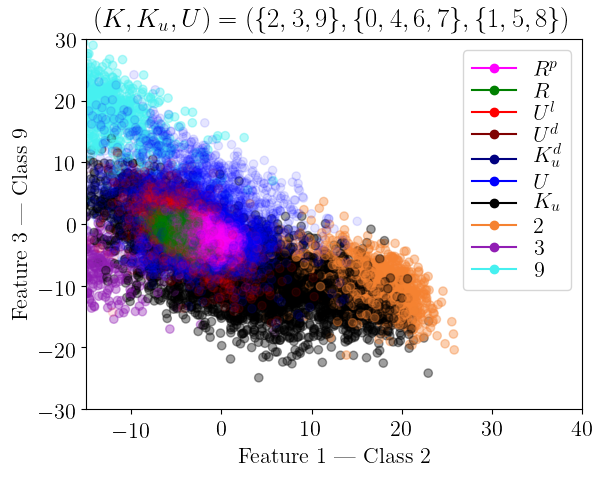 (K, K_u, U) = ({2, 3, 9}, {0, 4, 6, 7}, {1, 5, 8})
30
20
10
0
−10
−20
−30
Feature 3 — Class 9
R^p
R
U^l
U^d
K_u^d
U
K_u
2
3
9
−10
0
10
20
30
40
Feature 1 — Class 2